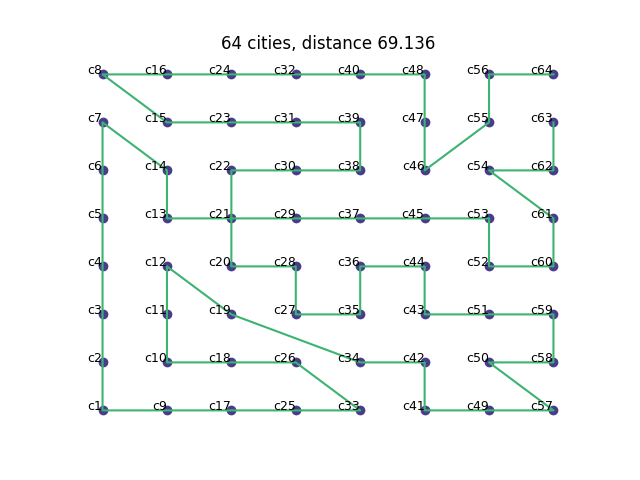 64 cities, distance 69.136
c8 c16 c24 c32 c40 c48 c56 c64
c7 c15 c23 c31 c39 c47 c55 c63
c6 c14 c22 c30 c38 c46 c54 c62
c5 c13 c21 c29 c37 c45 c53 c61
c4 c12 c20 c28 c36 c44 c52 c60
c3 c11 c19 c27 c35 c43 c51 c59
c2 c10 c18 c26 c34 c42 c50 c58
c1 c9 c17 c25 c33 c41 c49 c57